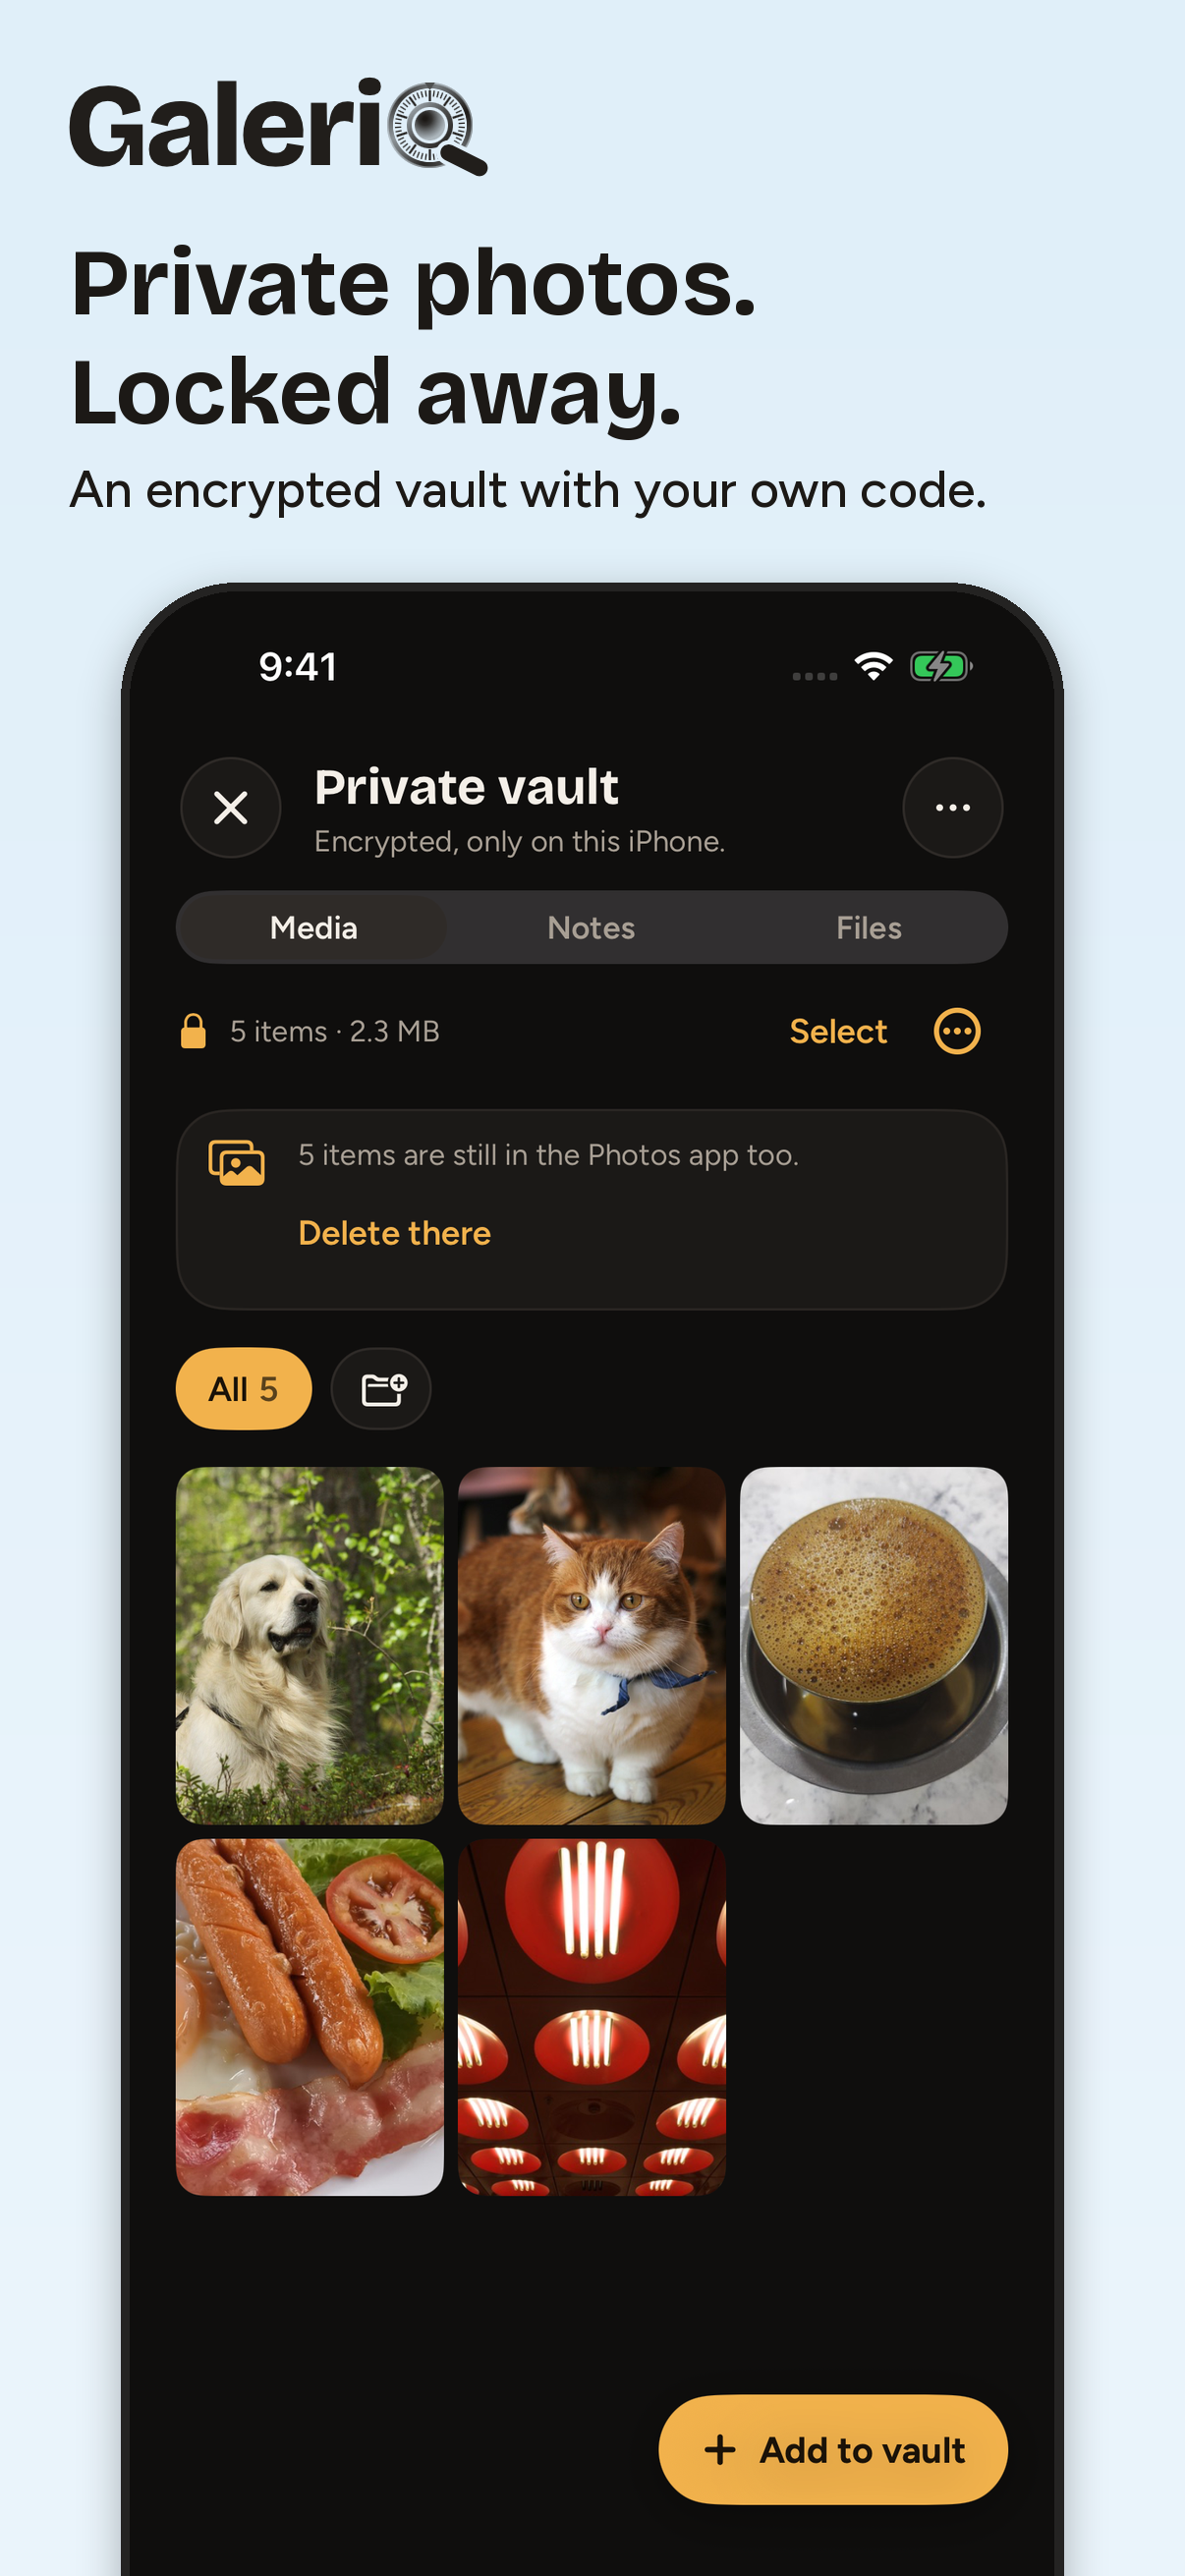 GaleriQ
Private photos.
Locked away.
An encrypted vault with your own code.
9:41
Private vault
Encrypted, only on this iPhone.
Media Notes Files
5 items · 2.3 MB Select
5 items are still in the Photos app too.
Delete there
All 5
+ Add to vault